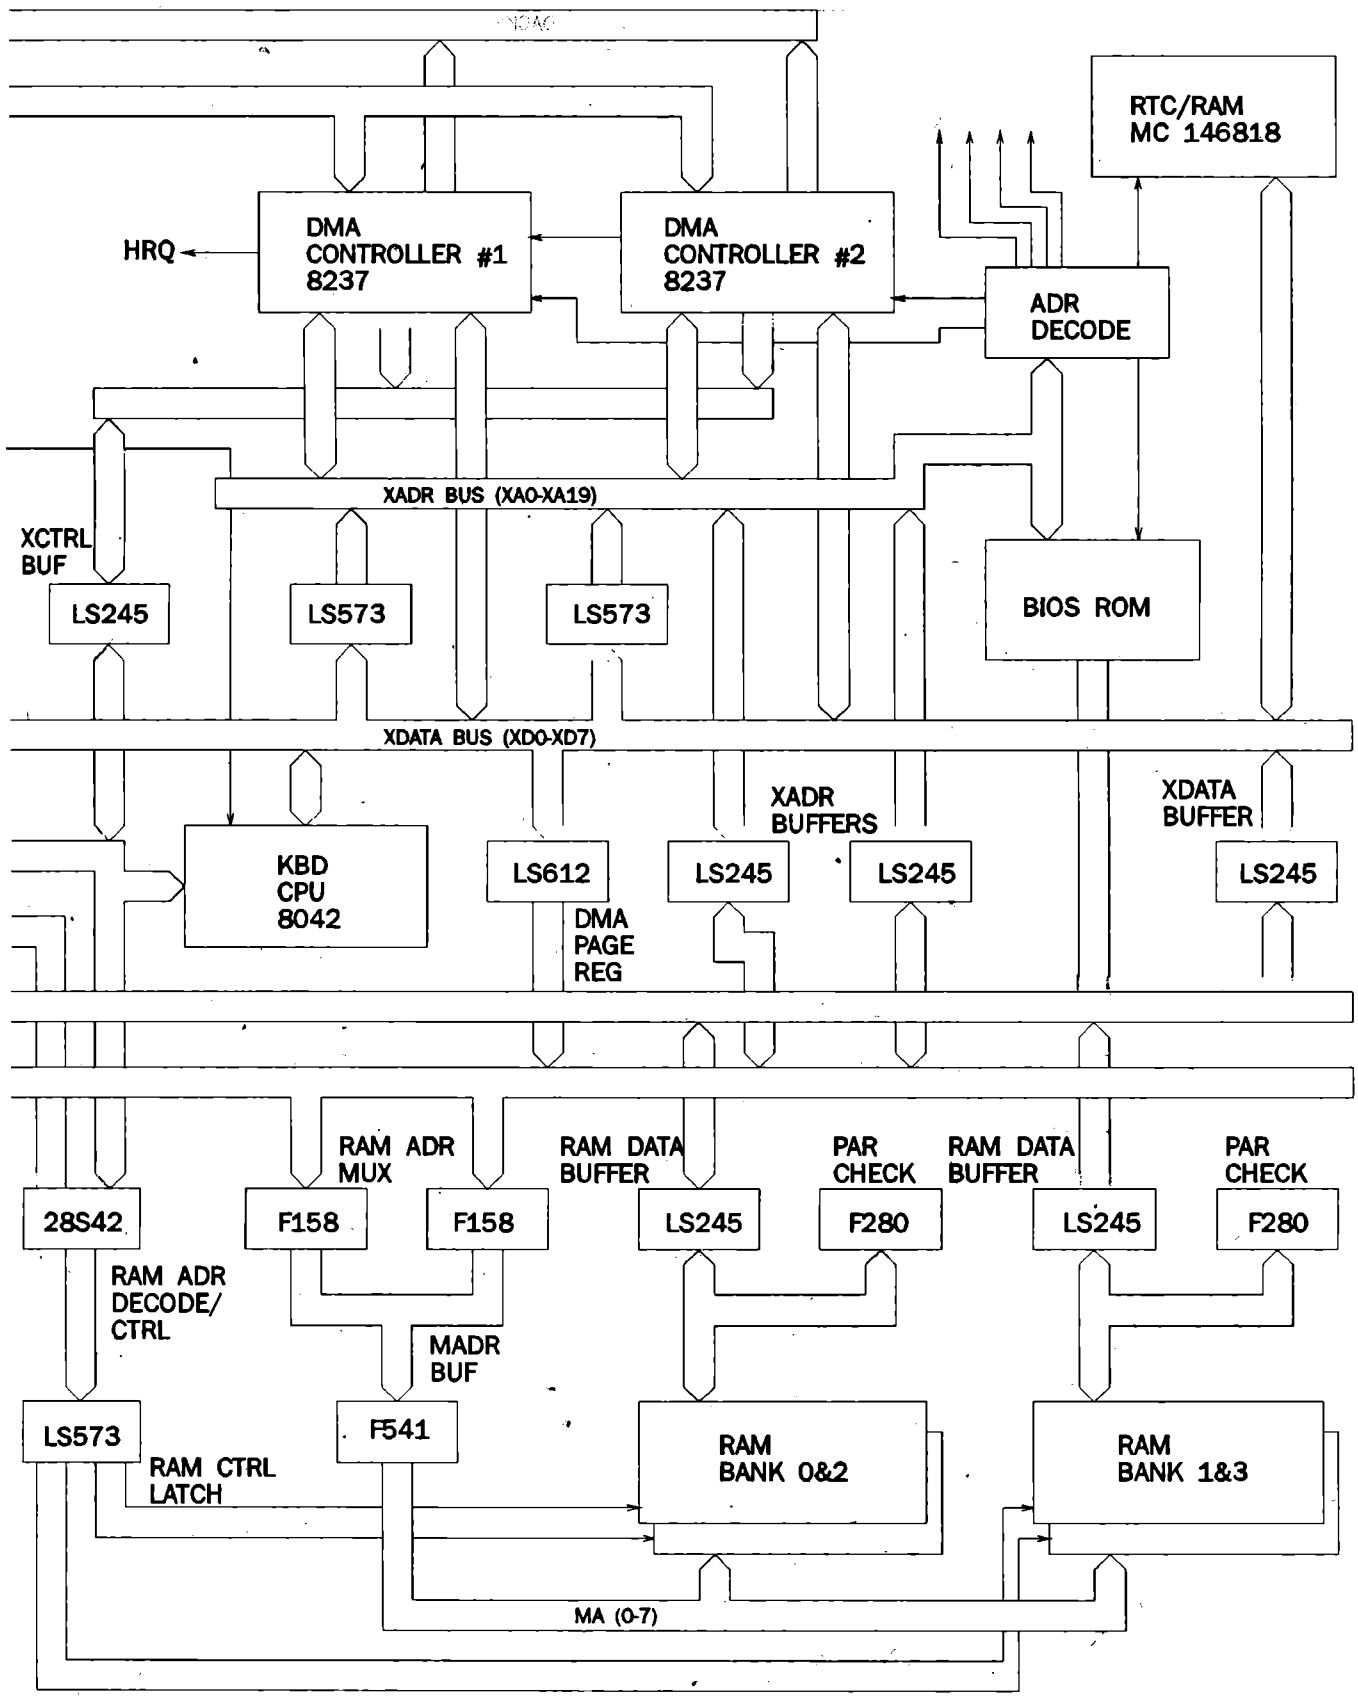 RTC/RAM
MC 146818
HRQ
DMA
CONTROLLER #1
8237
DMA
CONTROLLER #2
8237
ADR
DECODE
XADR BUS (XA0-XA19)
XCTRL
BUF
LS245
LS573
LS573
BIOS ROM
XDATA BUS (XD0-XD7)
XADR
BUFFERS
XDATA
BUFFER
KBD
CPU
8042
LS612
LS245
LS245
LS245
DMA
PAGE
REG
RAM ADR
MUX
RAM DATA
BUFFER
PAR
CHECK
RAM DATA
BUFFER
PAR
CHECK
28S42
F158
F158
LS245
F280
LS245
F280
RAM ADR
DECODE/
CTRL
MADR
BUF
LS573
F541
RAM
BANK 0&2
RAM
BANK 1&3
RAM CTRL
LATCH
MA (0-7)